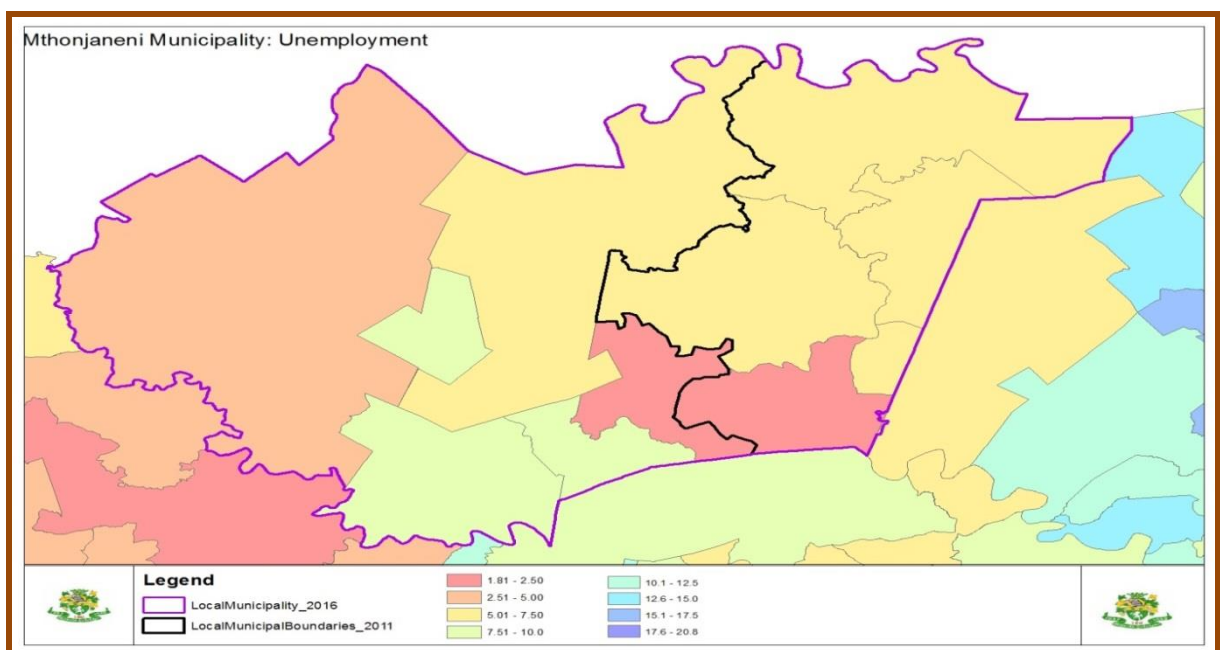 Mthonjaneni Municipality: Unemployment
Legend
LocalMunicipality_2016
LocalMunicipalBoundaries_2011
1.81 - 2.50
2.51 - 5.00
5.01 - 7.50
7.51 - 10.0
10.1 - 12.5
12.6 - 15.0
15.1 - 17.5
17.6 - 20.8